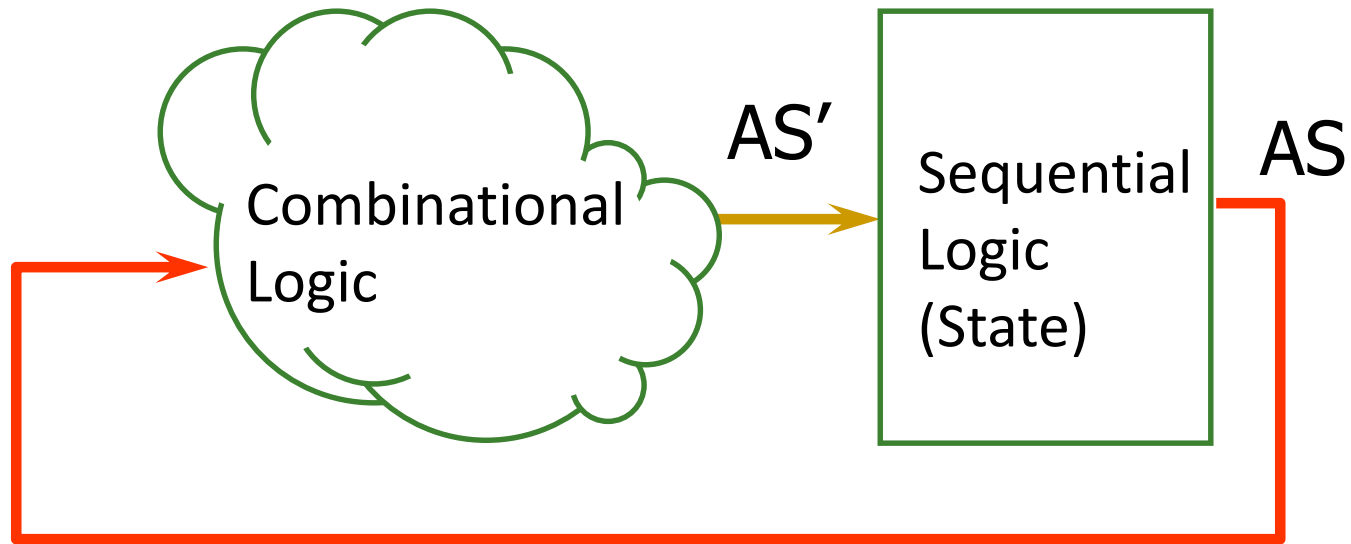 Combinational
Logic
AS′
Sequential
Logic
(State)
AS